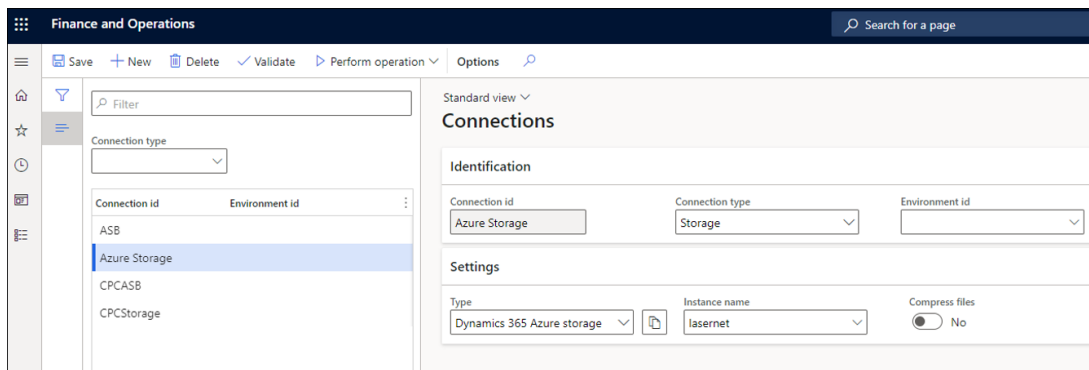 Finance and Operations
Search for a page
Save New Delete Validate Perform operation Options
Filter
Connection type
Connection id Environment id
ASB
Azure Storage
CPCASB
CPCStorage
Standard view
Connections
Identification
Connection id Connection type Environment id
Azure Storage Storage
Settings
Type Instance name Compress files
Dynamics 365 Azure storage lasernet No